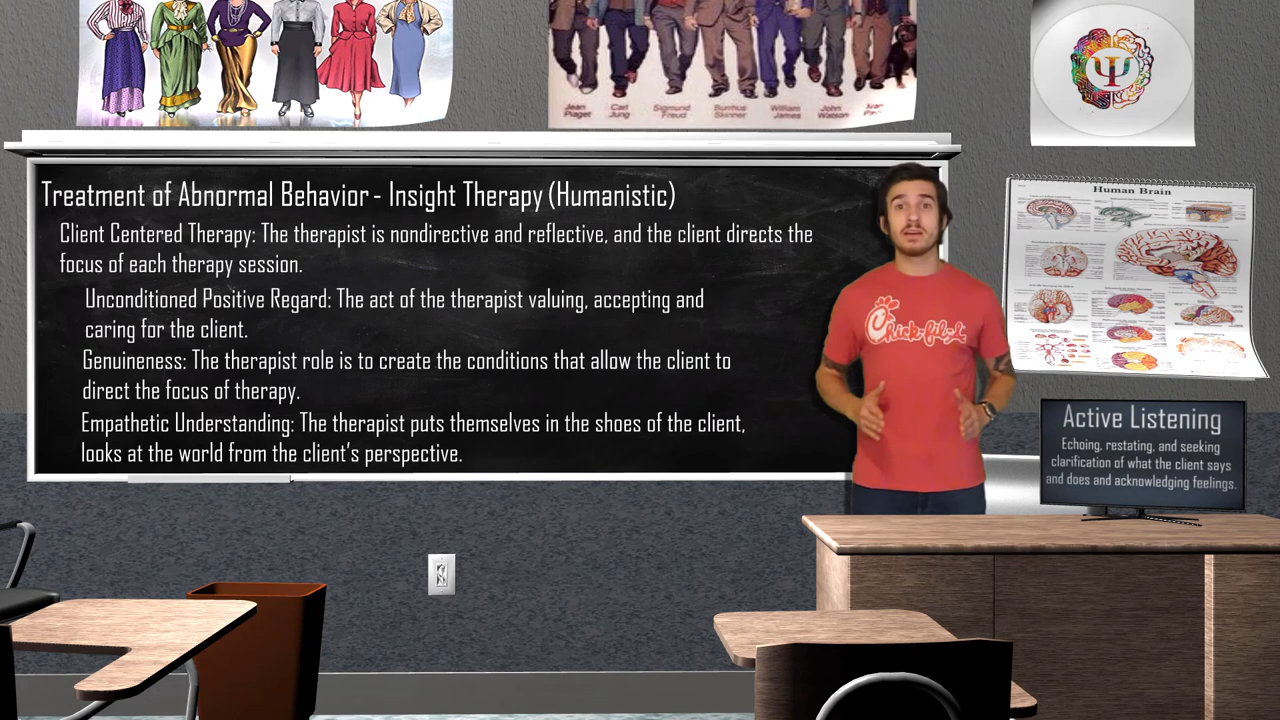 Jean Carl Sigmund Burrhus William John Ivan
Piaget Jung Freud Skinner James Watson
Treatment of Abnormal Behavior - Insight Therapy (Humanistic)
Client Centered Therapy: The therapist is nondirective and reflective, and the client directs the
focus of each therapy session.
Unconditioned Positive Regard: The act of the therapist valuing, accepting and
caring for the client.
Genuineness: The therapist role is to create the conditions that allow the client to
direct the focus of therapy.
Empathetic Understanding: The therapist puts themselves in the shoes of the client,
looks at the world from the client's perspective.
Chick-fil-A
Ψ
Human Brain
Active Listening
Echoing, restating, and seeking
clarification of what the client says
and does and acknowledging feelings.